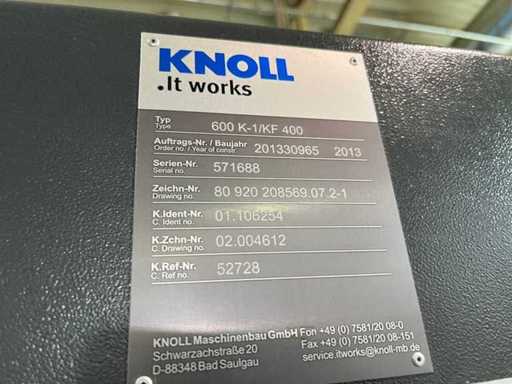 KNOLL
.It works
Typ
Type
600 K-1/KF 400
Auftrags-Nr. / Baujahr
Order no. / Year of constr.
201330965 2013
Serien-Nr.
Serial no.
571688
Zeichn-Nr.
Drawing no.
80 920 208569.07.2-1
K.Ident-Nr.
C. Ident no.
01.106254
K.Zchn-Nr.
C. Drawing no.
02.004612
K.Ref-Nr.
C. Ref no.
52728
KNOLL Maschinenbau GmbH Fon +49 (0) 7581/20 08-0
Schwarzachstraße 20 Fax +49 (0) 7581/20 08-151
D-88348 Bad Saulgau service.itworks@knoll-mb.de